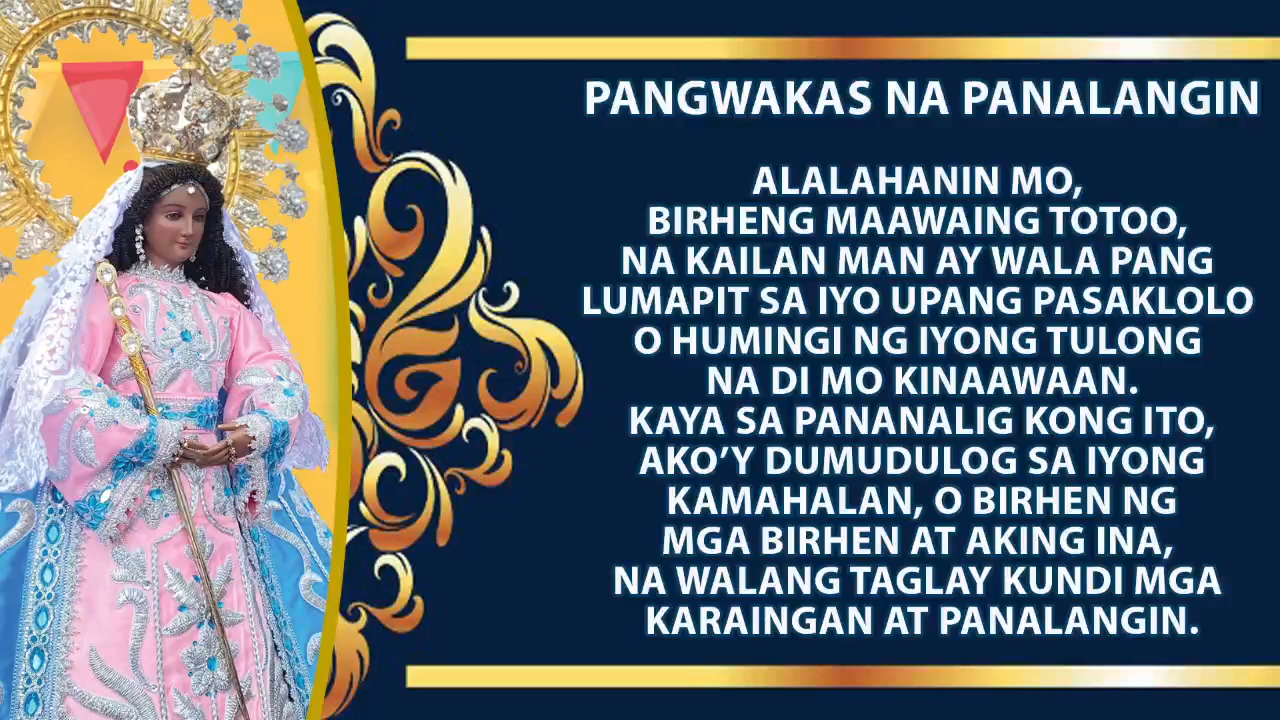 PANGWAKAS NA PANALANGIN
ALALAHANIN MO,
BIRHENG MAAWAING TOTOO,
NA KAILAN MAN AY WALA PANG
LUMAPIT SA IYO UPANG PASAKLOLO
O HUMINGI NG IYONG TULONG
NA DI MO KINAAWAAN.
KAYA SA PANANALIG KONG ITO,
AKO’Y DUMUDULOG SA IYONG
KAMAHALAN, O BIRHEN NG
MGA BIRHEN AT AKING INA,
NA WALANG TAGLAY KUNDI MGA
KARAINGAN AT PANALANGIN.